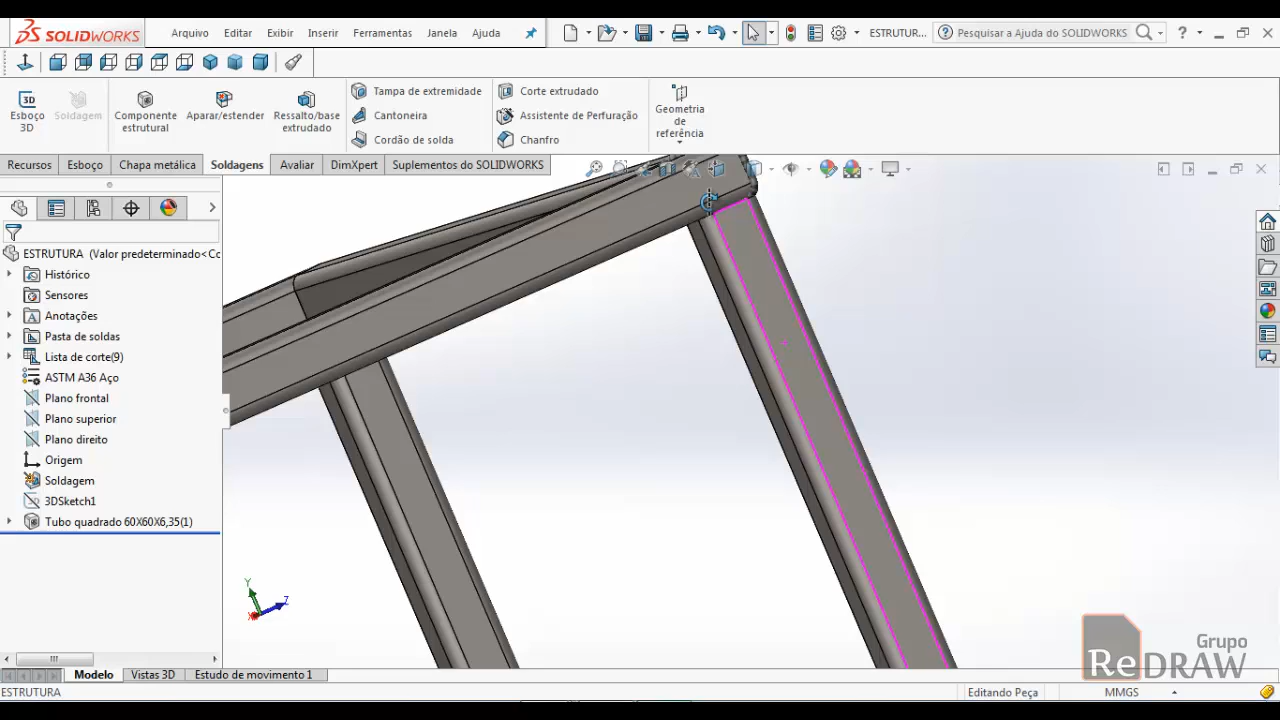 SOLIDWORKS
Arquivo Editar Exibir Inserir Ferramentas Janela Ajuda
ESTRUTUR...
Pesquisar a Ajuda do SOLIDWORKS
Esboço 3D
Soldagem
Componente estrutural
Aparar/estender
Ressalto/base extrudado
Tampa de extremidade
Cantoneira
Cordão de solda
Corte extrudado
Assistente de Perfuração
Chanfro
Geometria de referência
Recursos Esboço Chapa metálica Soldagens Avaliar DimXpert Suplementos do SOLIDWORKS
ESTRUTURA (Valor predeterminado<Co
Histórico
Sensores
Anotações
Pasta de soldas
Lista de corte(9)
ASTM A36 Aço
Plano frontal
Plano superior
Plano direito
Origem
Soldagem
3DSketch1
Tubo quadrado 60X60X6,35(1)
Y
Z
X
Grupo
ReDRAW
Modelo Vistas 3D Estudo de movimento 1
ESTRUTURA
Editando Peça
MMGS